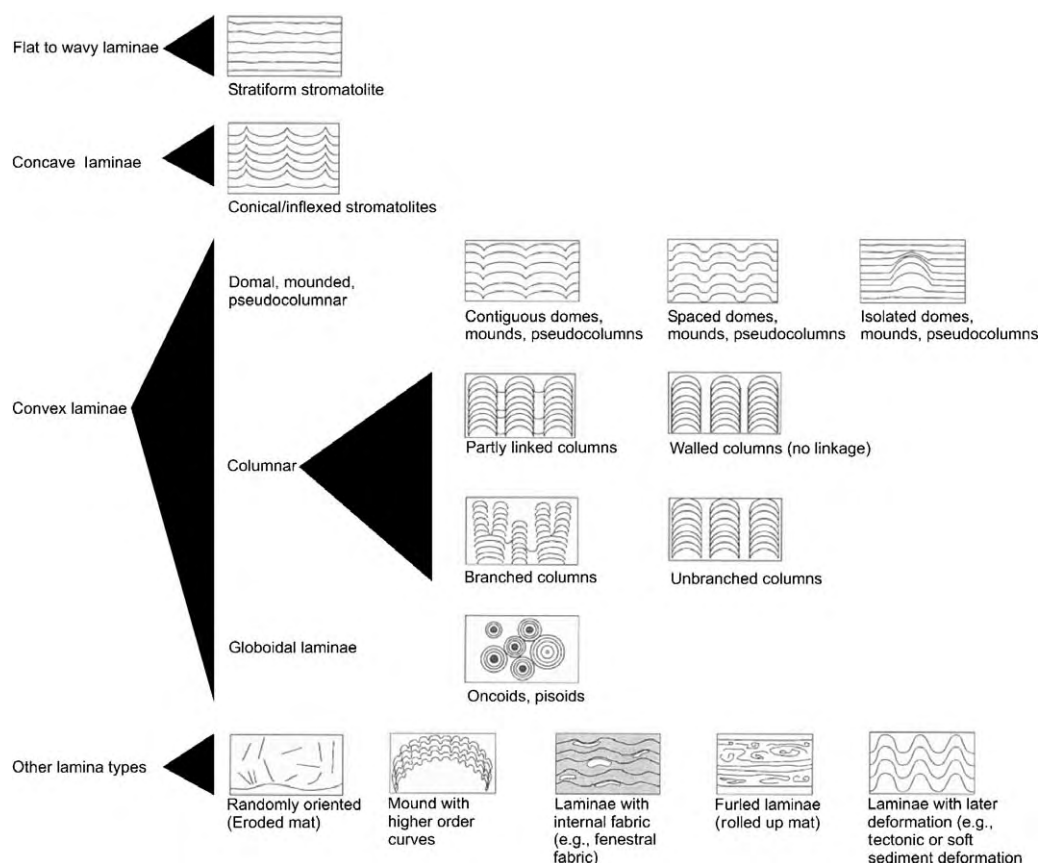 Flat to wavy laminae
Stratiform stromatolite
Concave laminae
Conical/inflexed stromatolites
Domal, mounded,
pseudocolumnar
Contiguous domes,
mounds, pseudocolumns
Spaced domes,
mounds, pseudocolumns
Isolated domes,
mounds, pseudocolumns
Convex laminae
Columnar
Partly linked columns
Walled columns (no linkage)
Branched columns
Unbranched columns
Globoidal laminae
Oncoids, pisoids
Other lamina types
Randomly oriented
(Eroded mat)
Mound with
higher order
curves
Laminae with
internal fabric
(e.g., fenestral
fabric)
Furled laminae
(rolled up mat)
Laminae with later
deformation (e.g.,
tectonic or soft
sediment deformation